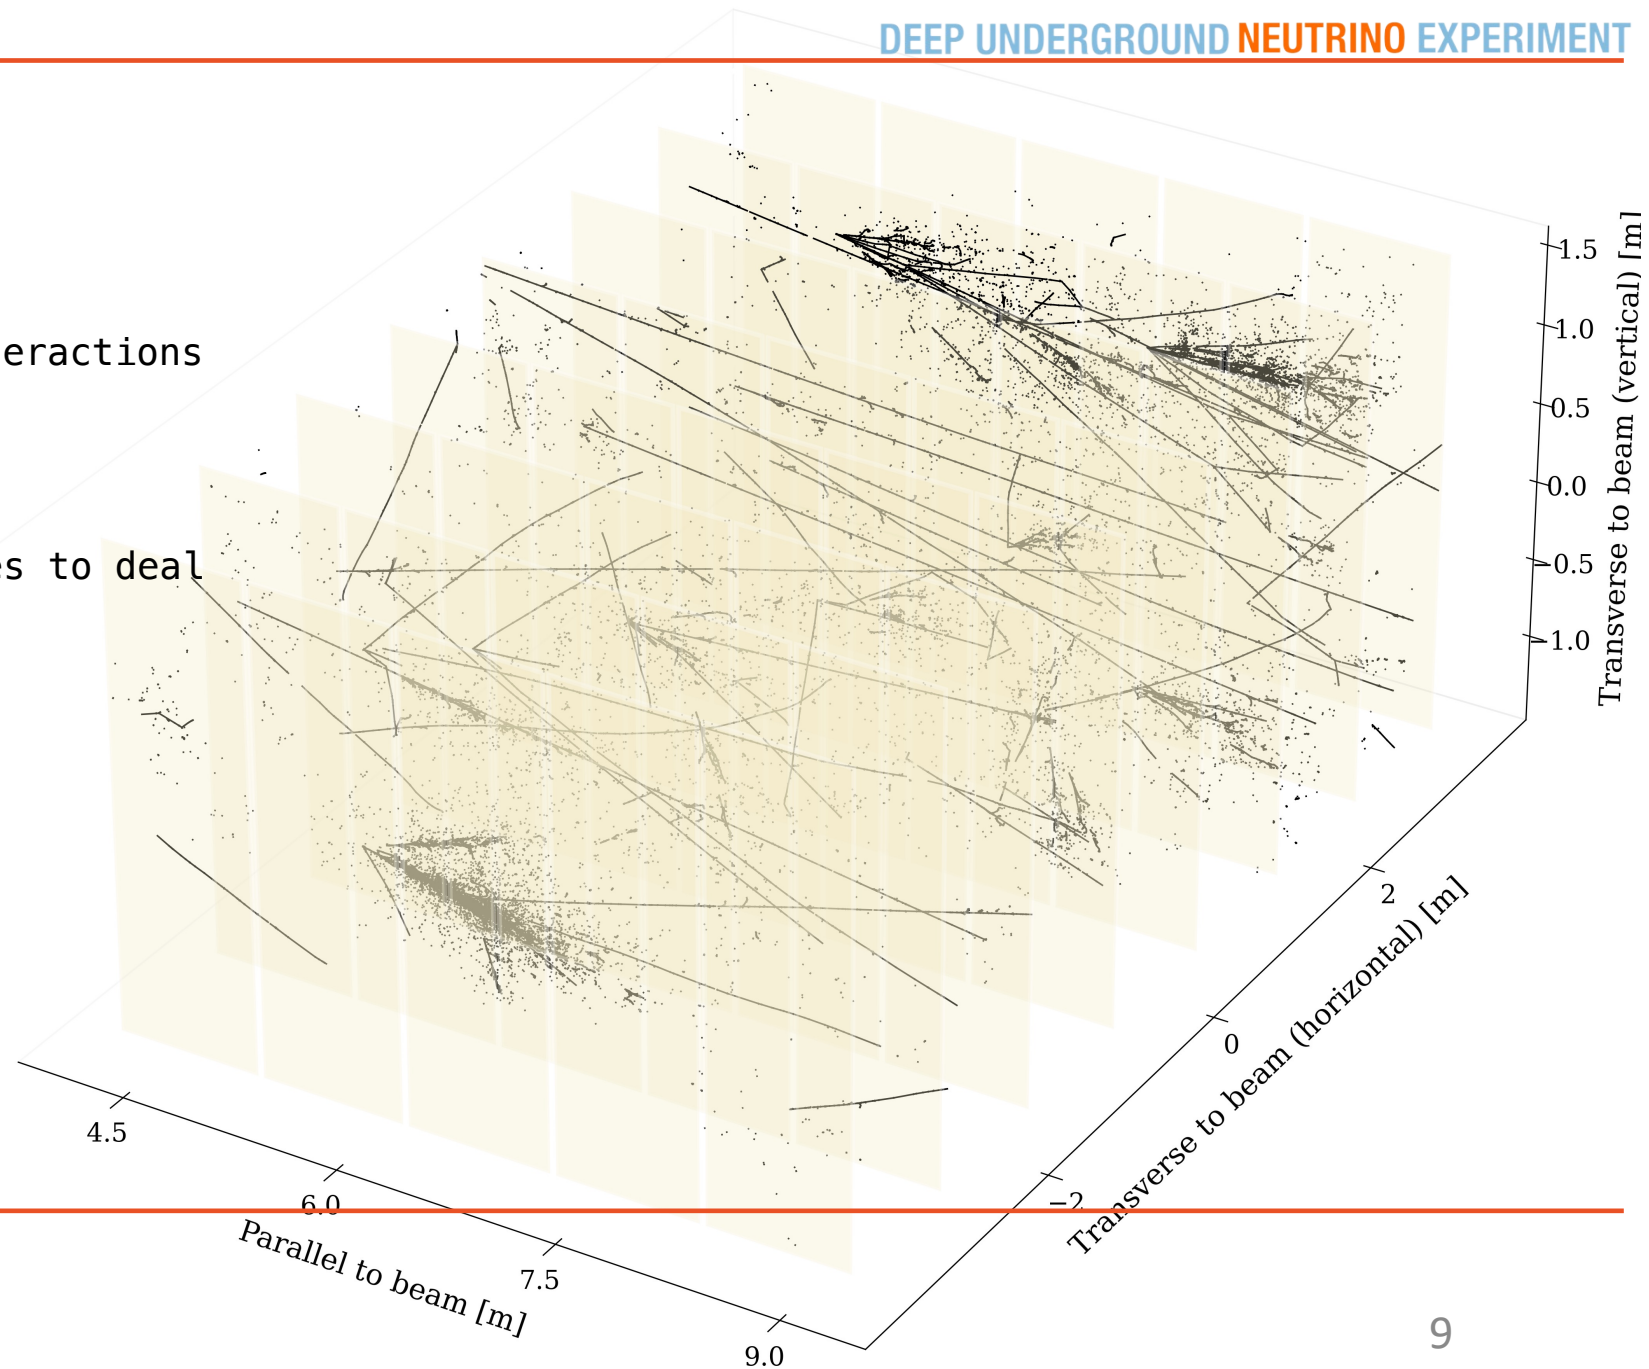 DEEP UNDERGROUND NEUTRINO EXPERIMENT
eractions
es to deal
1.5
1.0
0.5
0.0
−0.5
−1.0
Transverse to beam (vertical) [m]
2
0
−2
Transverse to beam (horizontal) [m]
4.5
6.0
7.5
9.0
Parallel to beam [m]
9